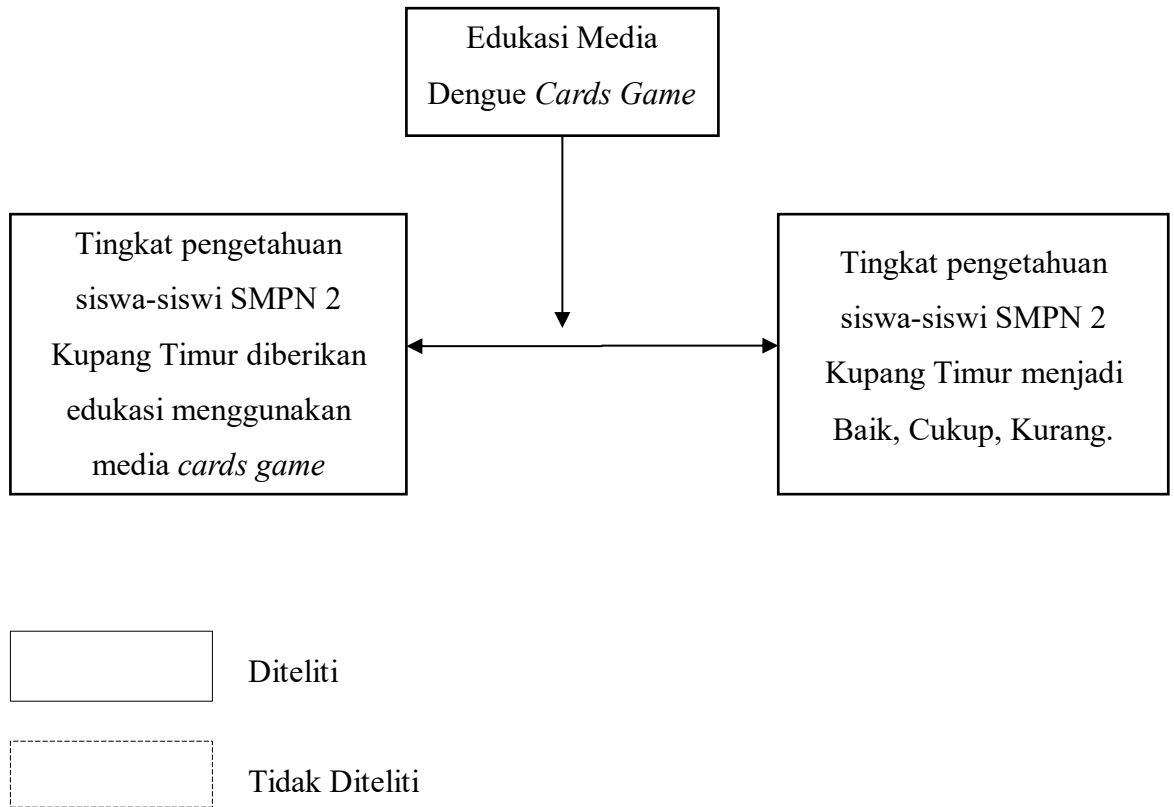 Edukasi Media
Dengue Cards Game
Tingkat pengetahuan
siswa-siswi SMPN 2
Kupang Timur diberikan
edukasi menggunakan
media cards game
Tingkat pengetahuan
siswa-siswi SMPN 2
Kupang Timur menjadi
Baik, Cukup, Kurang.
Diteliti
Tidak Diteliti